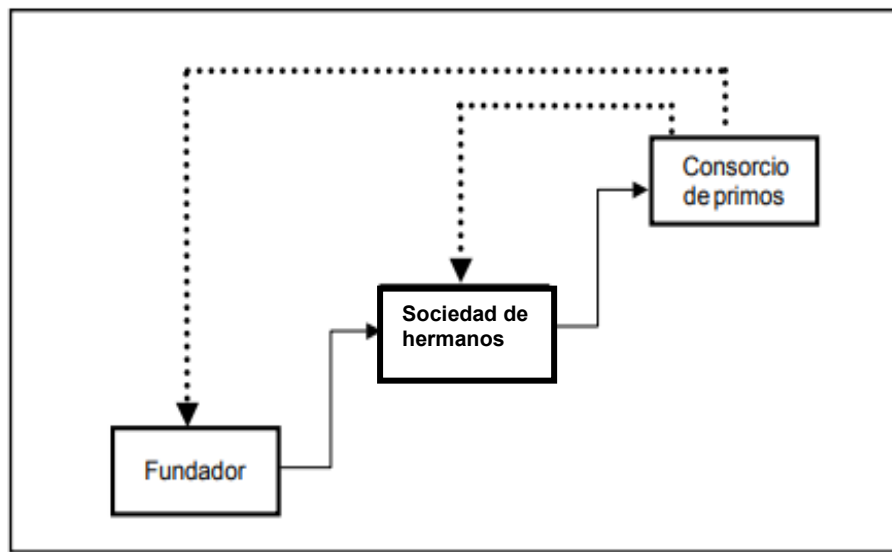 Consorcio
de primos
Sociedad de
hermanos
Fundador